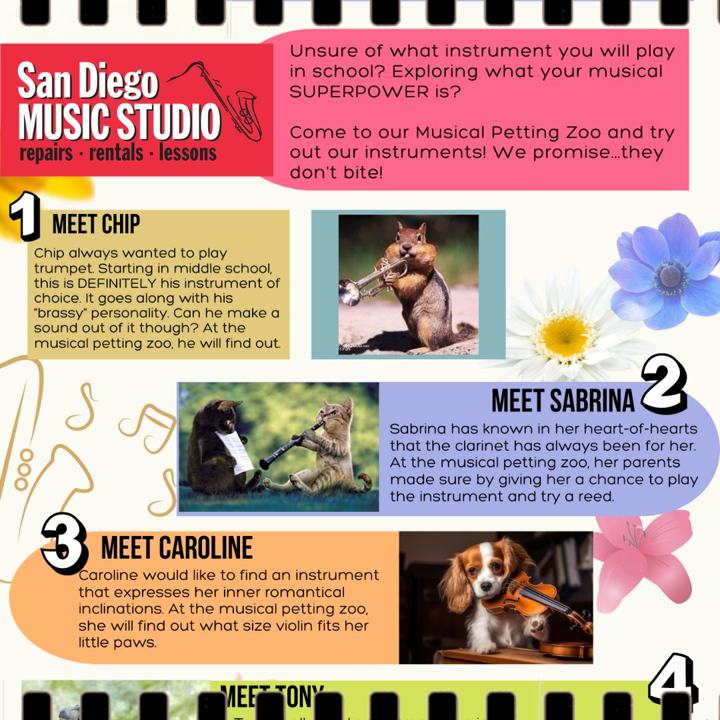 San Diego
MUSIC STUDIO
repairs · rentals · lessons
Unsure of what instrument you will play
in school? Exploring what your musical
SUPERPOWER is?
Come to our Musical Petting Zoo and try
out our instruments! We promise...they
don't bite!
1 MEET CHIP
Chip always wanted to play
trumpet. Starting in middle school,
this is DEFINITELY his instrument of
choice. It goes along with his
"brassy" personality. Can he make a
sound out of it though? At the
musical petting zoo, he will find out.
MEET SABRINA 2
Sabrina has known in her heart-of-hearts
that the clarinet has always been for her.
At the musical petting zoo, her parents
made sure by giving her a chance to play
the instrument and try a reed.
3 MEET CAROLINE
Caroline would like to find an instrument
that expresses her inner romantical
inclinations. At the musical petting zoo,
she will find out what size violin fits her
little paws.
MEET TONY 4